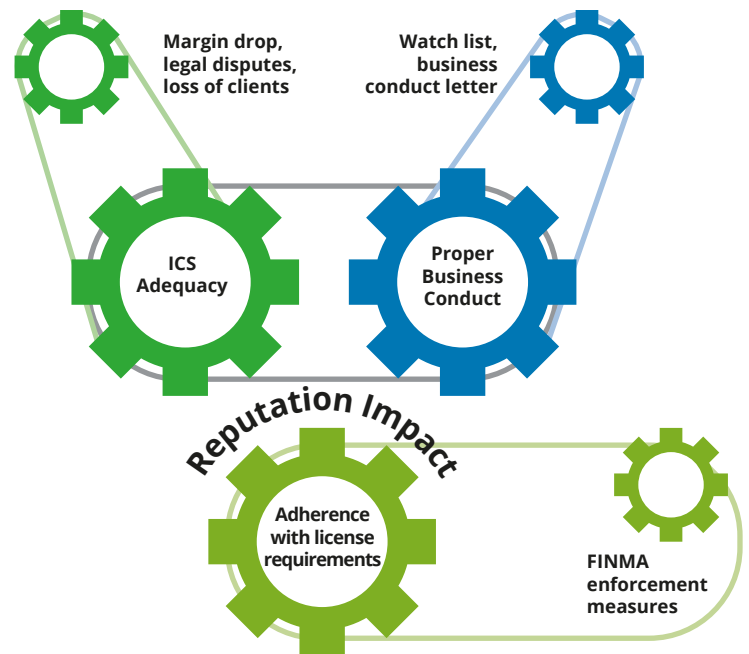 Margin drop,
legal disputes,
loss of clients
Watch list,
business
conduct letter
ICS
Adequacy
Proper
Business
Conduct
Reputation Impact
Adherence
with license
requirements
FINMA
enforcement
measures